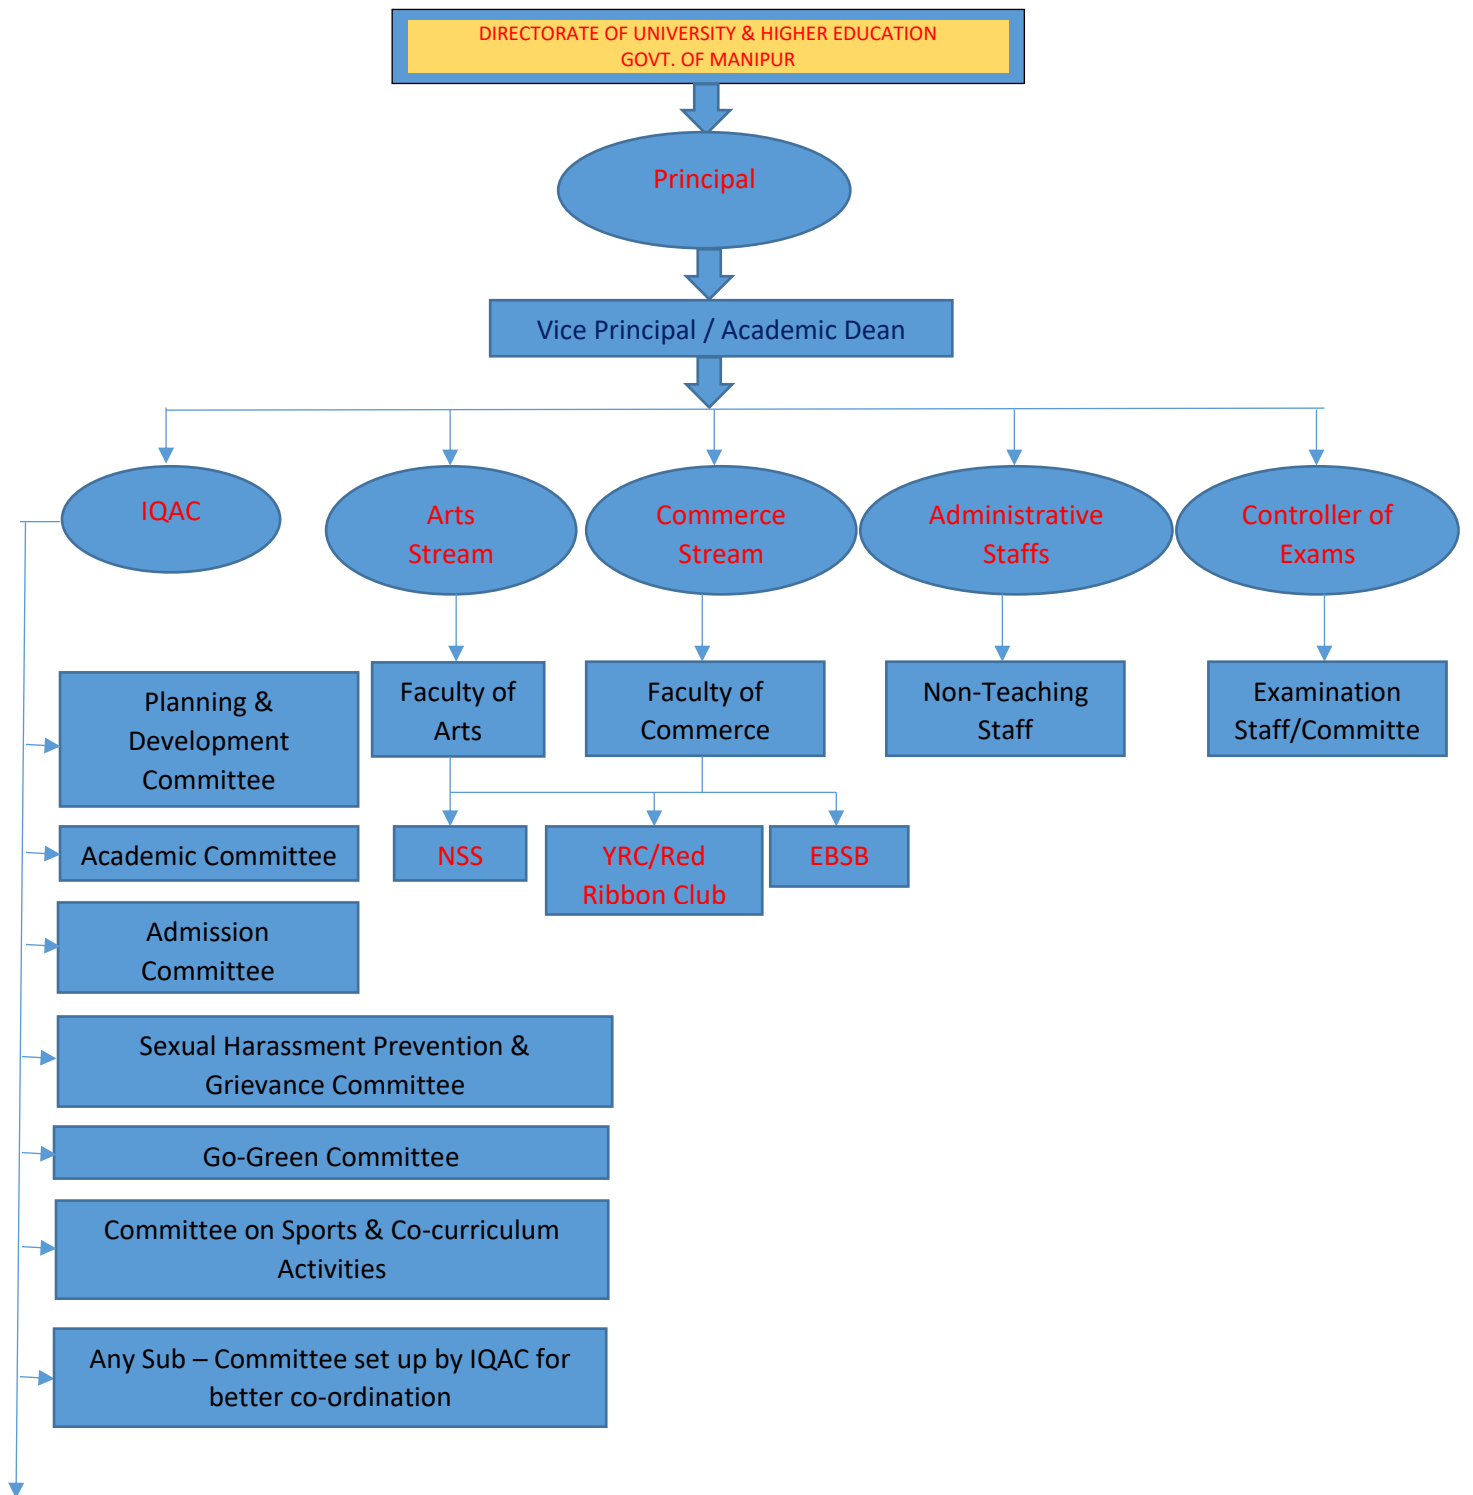 DIRECTORATE OF UNIVERSITY & HIGHER EDUCATION
GOVT. OF MANIPUR
Principal
Vice Principal / Academic Dean
IQAC
Arts
Stream
Commerce
Stream
Administrative
Staffs
Controller of
Exams
Faculty of
Arts
Faculty of
Commerce
Non-Teaching
Staff
Examination
Staff/Committe
Planning &
Development
Committee
NSS
YRC/Red
Ribbon Club
EBSB
Academic Committee
Admission
Committee
Sexual Harassment Prevention &
Grievance Committee
Go-Green Committee
Committee on Sports & Co-curriculum
Activities
Any Sub – Committee set up by IQAC for
better co-ordination